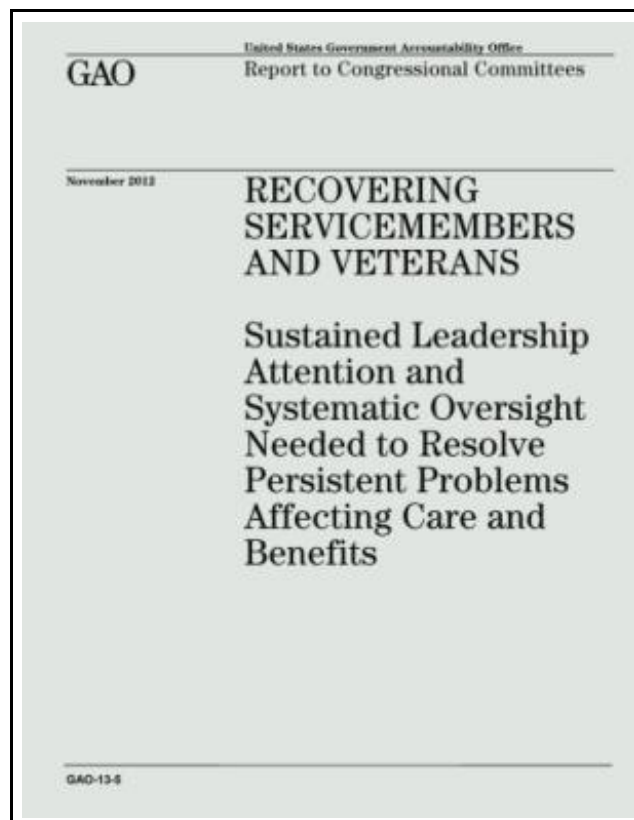 United States Government Accountability Office
GAO
Report to Congressional Committees
November 2012
RECOVERING
SERVICEMEMBERS
AND VETERANS
Sustained Leadership
Attention and
Systematic Oversight
Needed to Resolve
Persistent Problems
Affecting Care and
Benefits
GAO-13-5